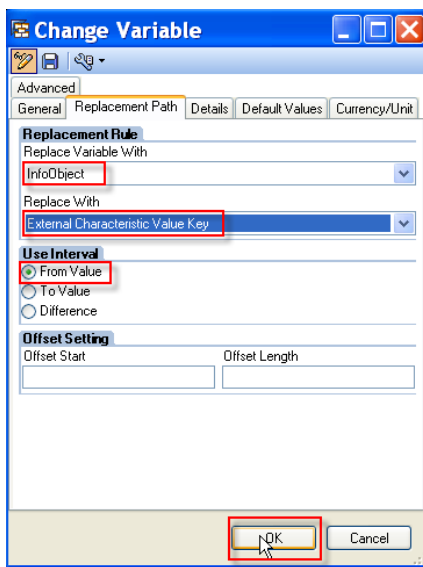 Change Variable
Advanced
General Replacement Path Details Default Values Currency/Unit
Replacement Rule
Replace Variable With
InfoObject
Replace With
External Characteristic Value Key
Use Interval
From Value
To Value
Difference
Offset Setting
Offset Start Offset Length
OK Cancel